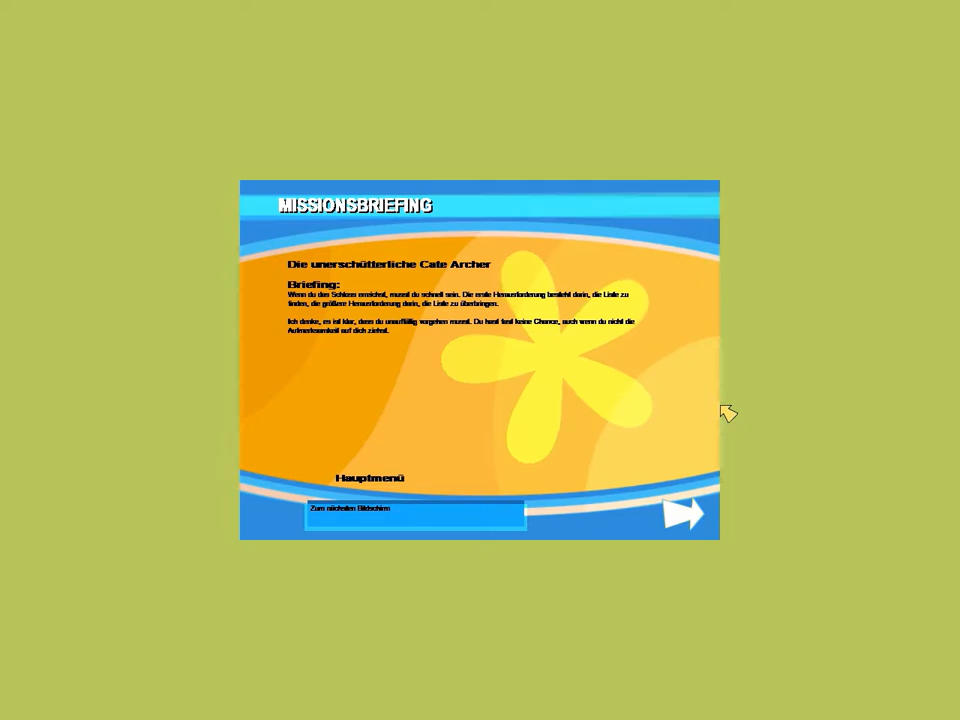 MISSIONSBRIEFING
Die unerschütterliche Cate Archer
Briefing:
Wenn du das Schloss erreichst, musst du schnell sein. Die erste Herausforderung besteht darin, die Liste zu
finden, die größere Herausforderung darin, die Liste zu überbringen.
Ich denke, es ist klar, dass du unauffällig vorgehen musst. Du hast fast keine Chance, auch wenn du nicht die
Aufmerksamkeit auf dich ziehst.
Hauptmenü
Zum nächsten Bildschirm